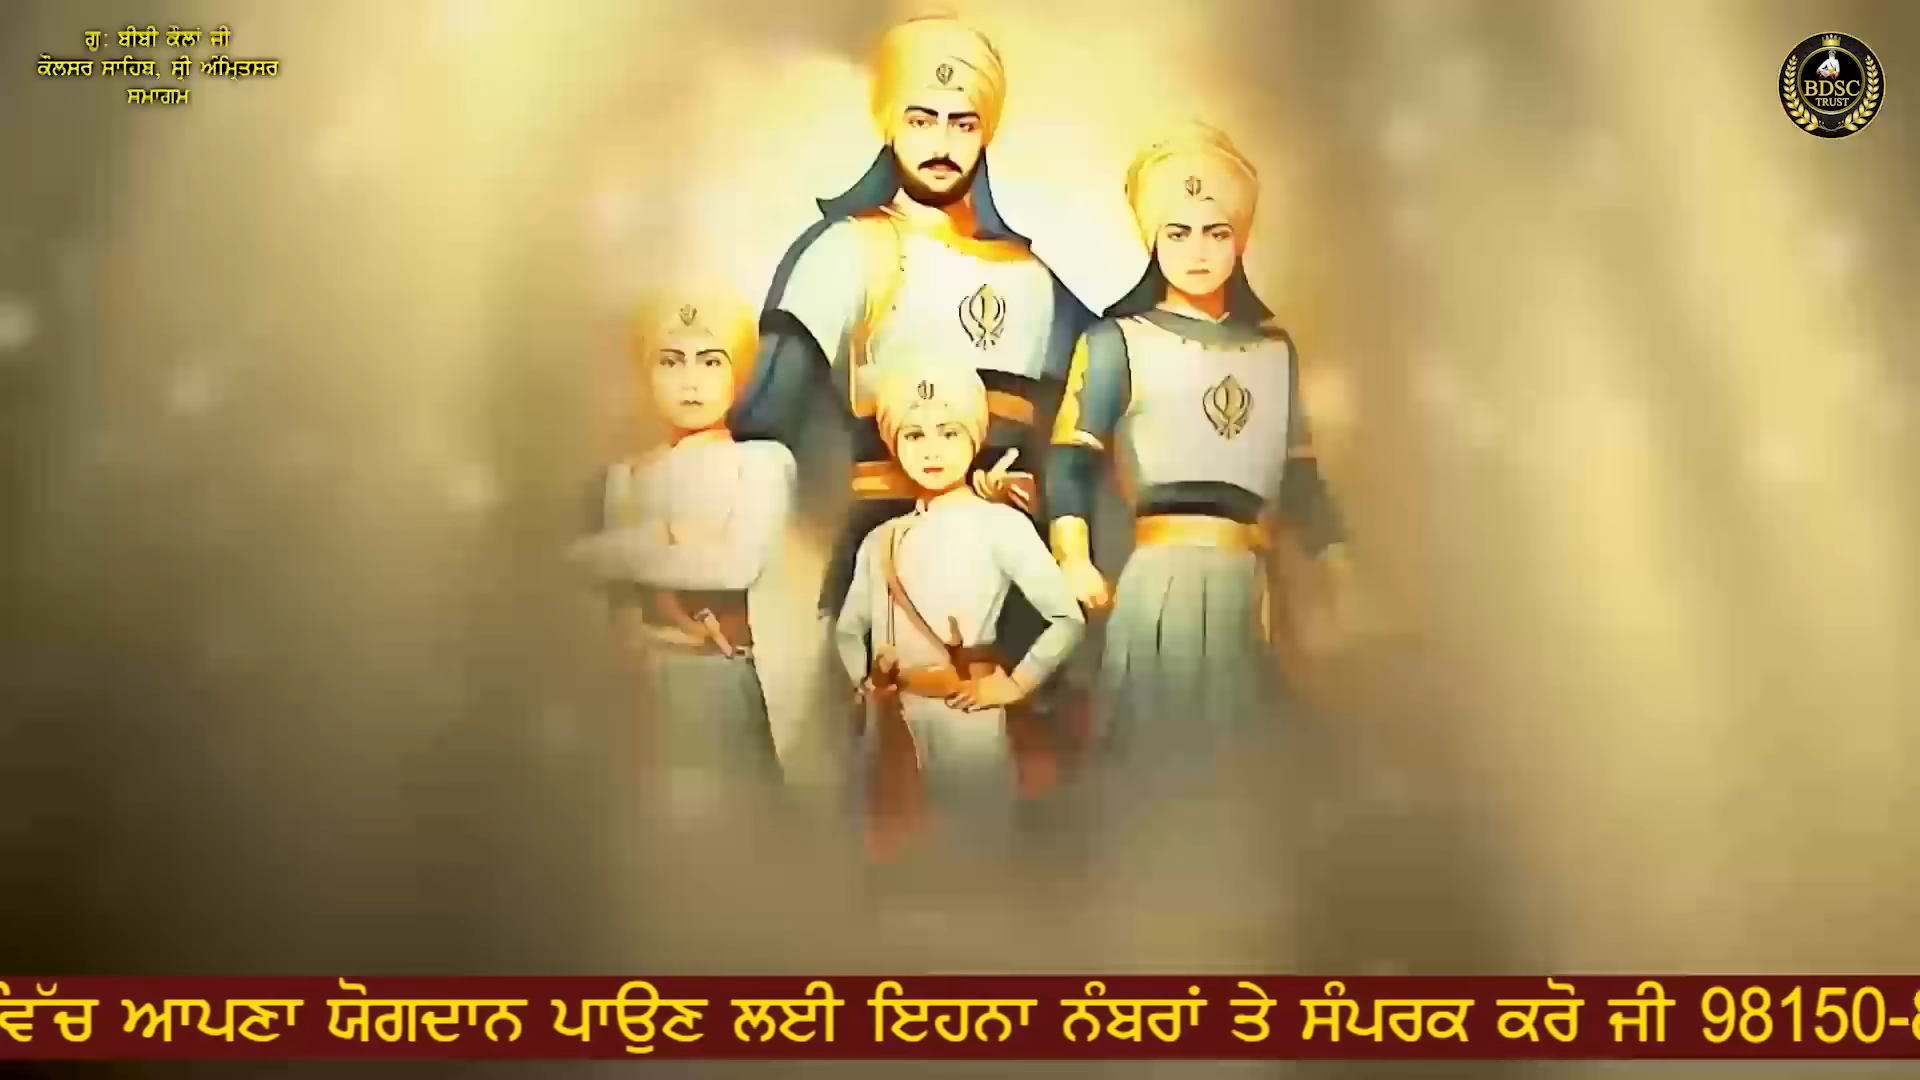 ਗੁ: ਬੀਬੀ ਕੌਲਾਂ ਜੀ
ਕੌਲਸਰ ਸਾਹਿਬ, ਸ੍ਰੀ ਅੰਮ੍ਰਿਤਸਰ
ਸਮਾਗਮ
BDSC
TRUST
ਵਿੱਚ ਆਪਣਾ ਯੋਗਦਾਨ ਪਾਉਣ ਲਈ ਇਹਨਾ ਨੰਬਰਾਂ ਤੇ ਸੰਪਰਕ ਕਰੋ ਜੀ 98150-